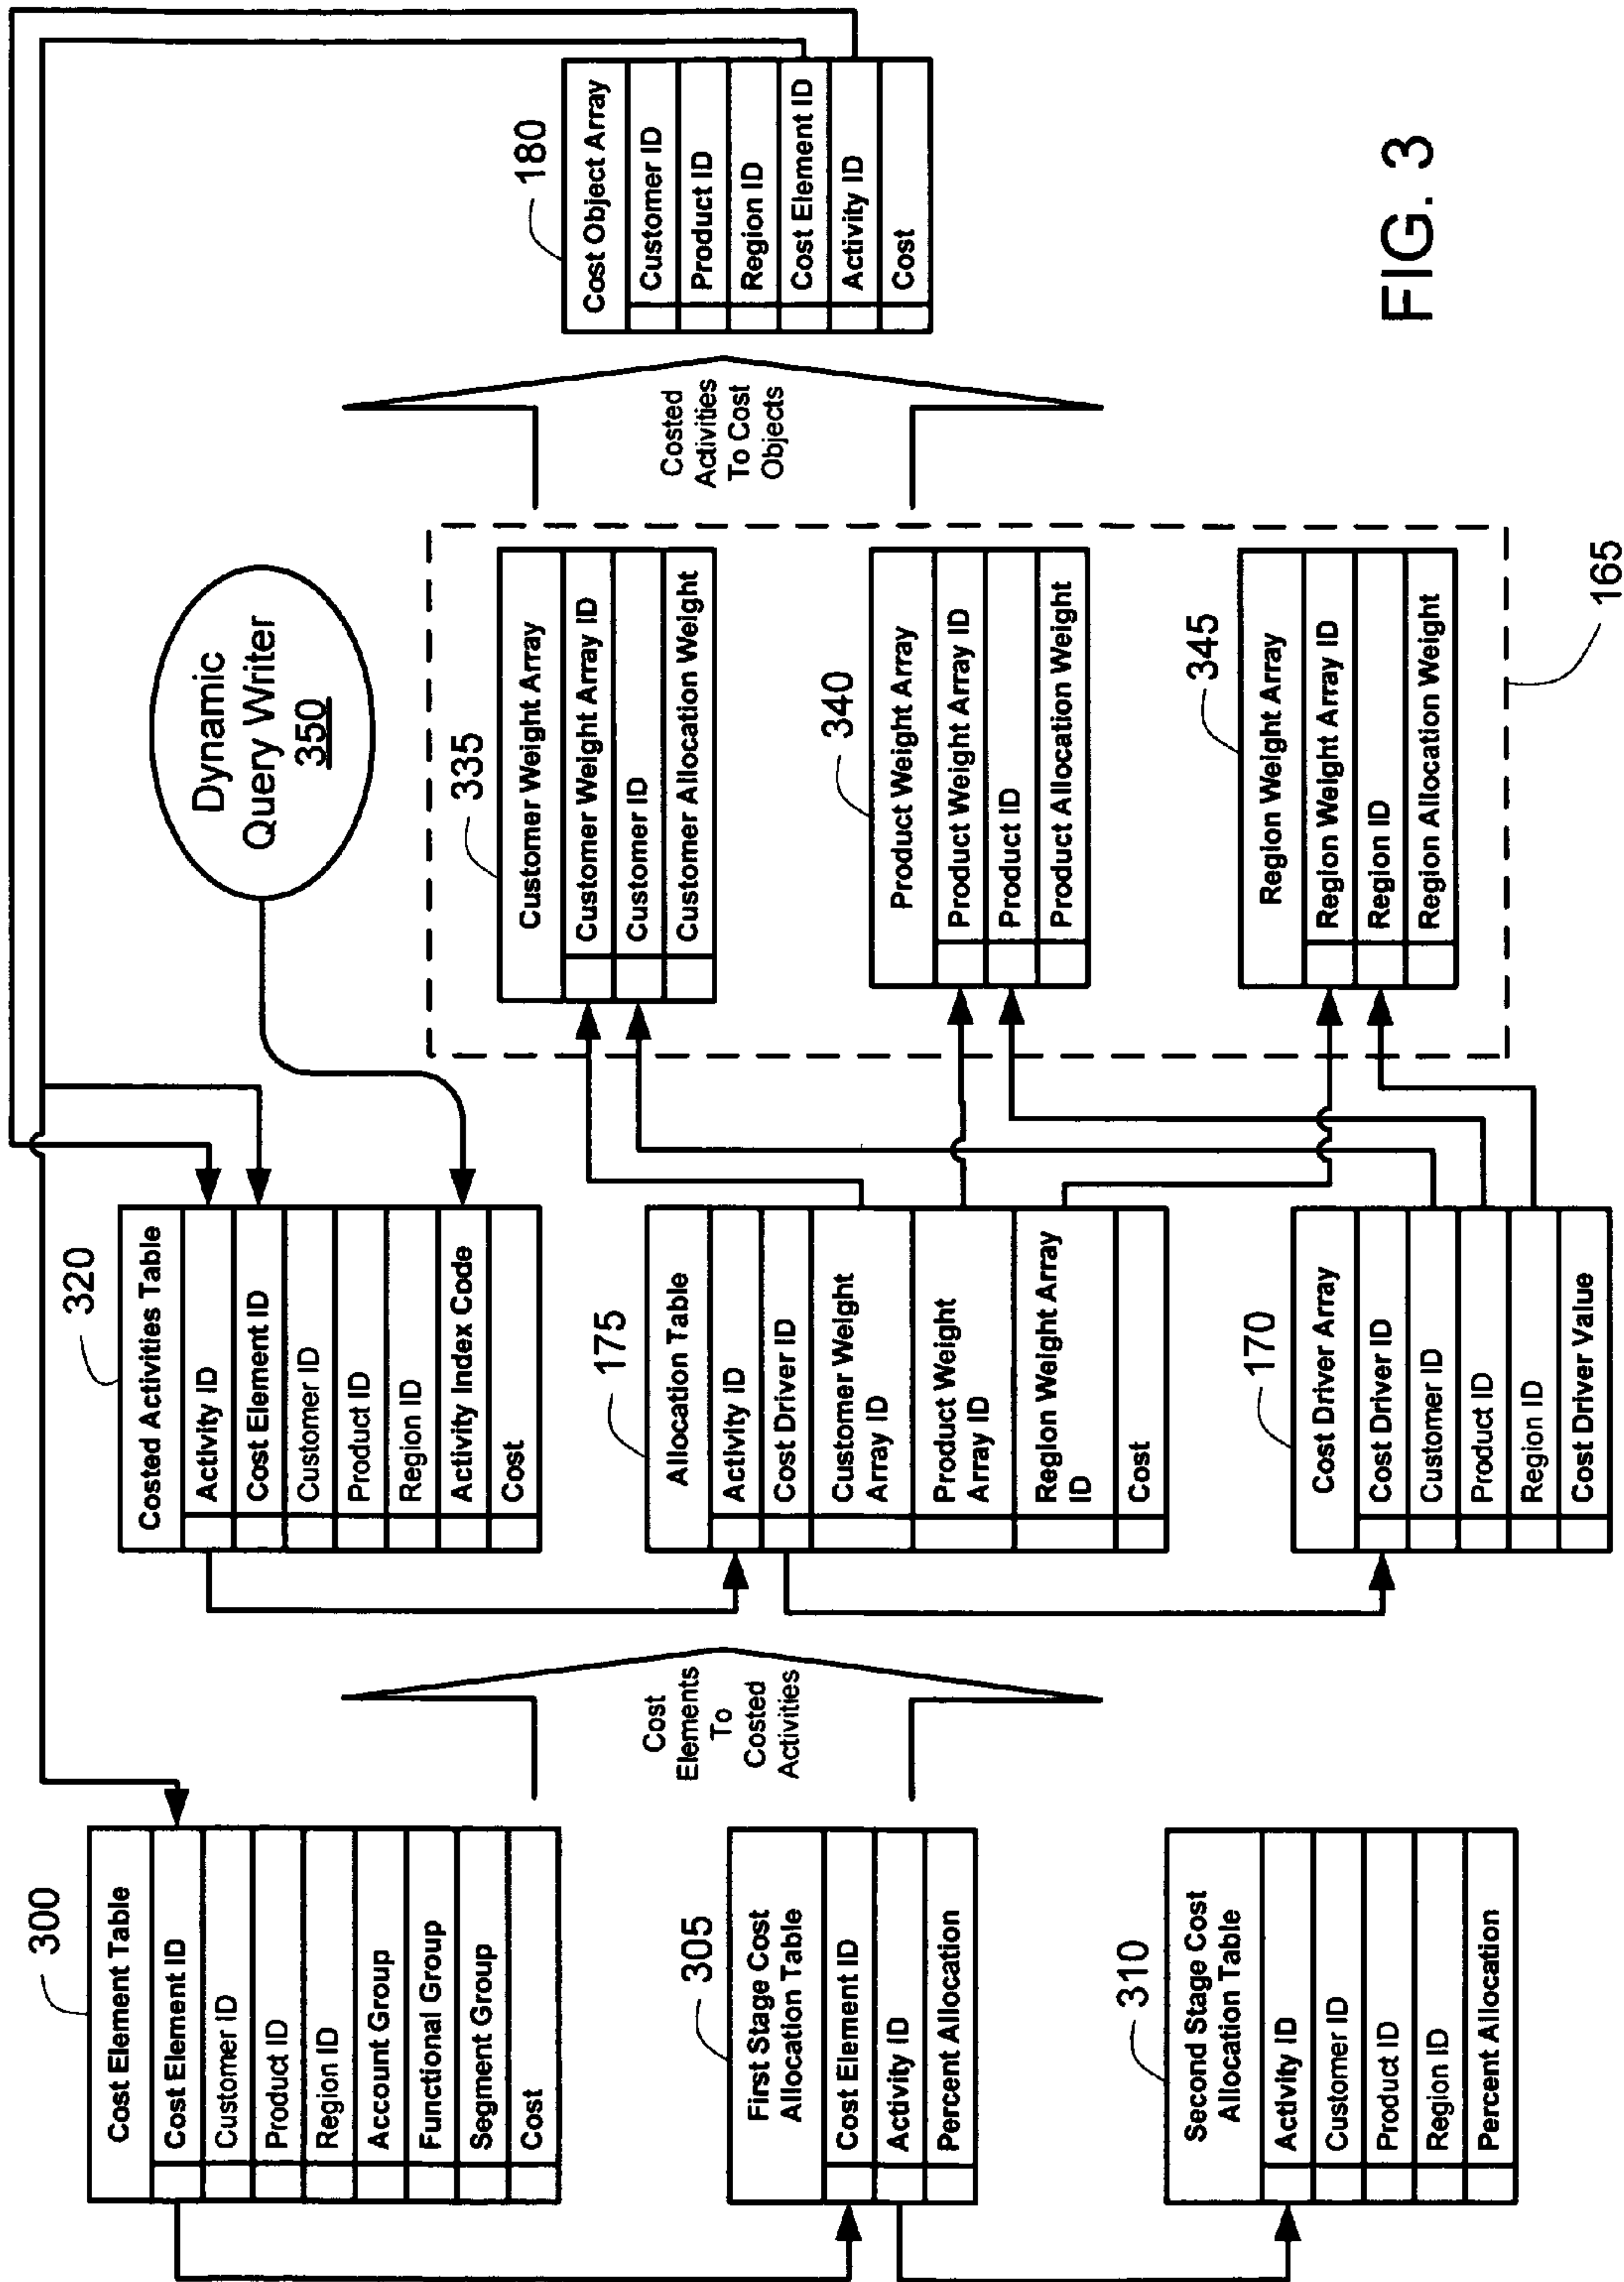 300
Cost Element Table
Cost Element ID
Customer ID
Product ID
Region ID
Account Group
Functional Group
Segment Group
Cost
305
First Stage Cost
Allocation Table
Cost Element ID
Activity ID
Percent Allocation
310
Second Stage Cost
Allocation Table
Activity ID
Customer ID
Product ID
Region ID
Percent Allocation
Cost
Elements
To
Costed
Activities
320
Costed Activities Table
Activity ID
Cost Element ID
Customer ID
Product ID
Region ID
Activity Index Code
Cost
175
Allocation Table
Activity ID
Cost Driver ID
Customer Weight
Array ID
Product Weight
Array ID
Region Weight Array
ID
Cost
170
Cost Driver Array
Cost Driver ID
Customer ID
Product ID
Region ID
Cost Driver Value
Dynamic
Query Writer
350
335
Customer Weight Array
Customer Weight Array ID
Customer ID
Customer Allocation Weight
340
Product Weight Array
Product Weight Array ID
Product ID
Product Allocation Weight
345
Region Weight Array
Region Weight Array ID
Region ID
Region Allocation Weight
165
Costed
Activities
To Cost
Objects
180
Cost Object Array
Customer ID
Product ID
Region ID
Cost Element ID
Activity ID
Cost
FIG. 3